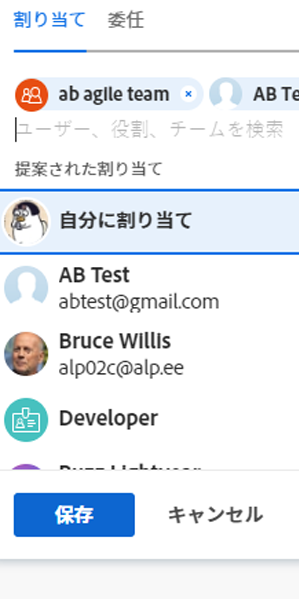 割り当て 委任
ab agile team × AB Te
ユーザー、役割、チームを検索
提案された割り当て
自分に割り当て
AB Test
abtest@gmail.com
Bruce Willis
alp02c@alp.ee
Developer
保存 キャンセル